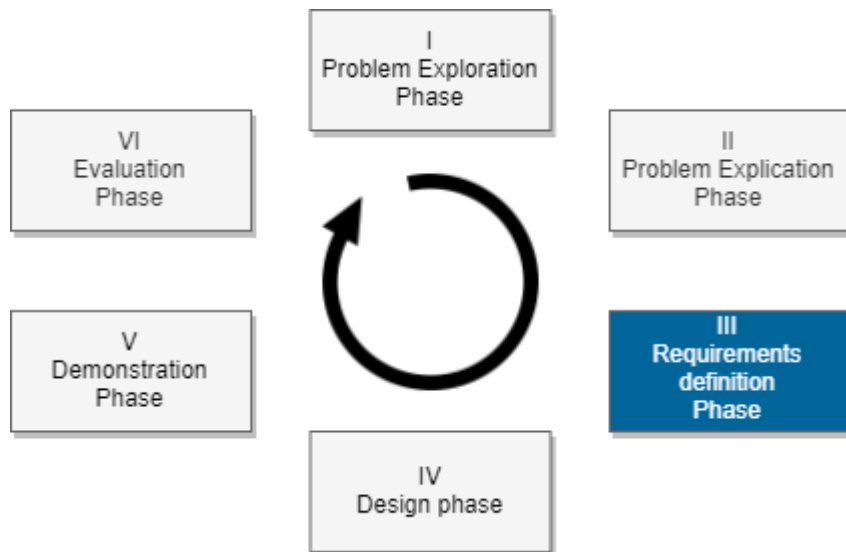 I
Problem Exploration
Phase
II
Problem Explication
Phase
III
Requirements
definition
Phase
IV
Design phase
V
Demonstration
Phase
VI
Evaluation
Phase